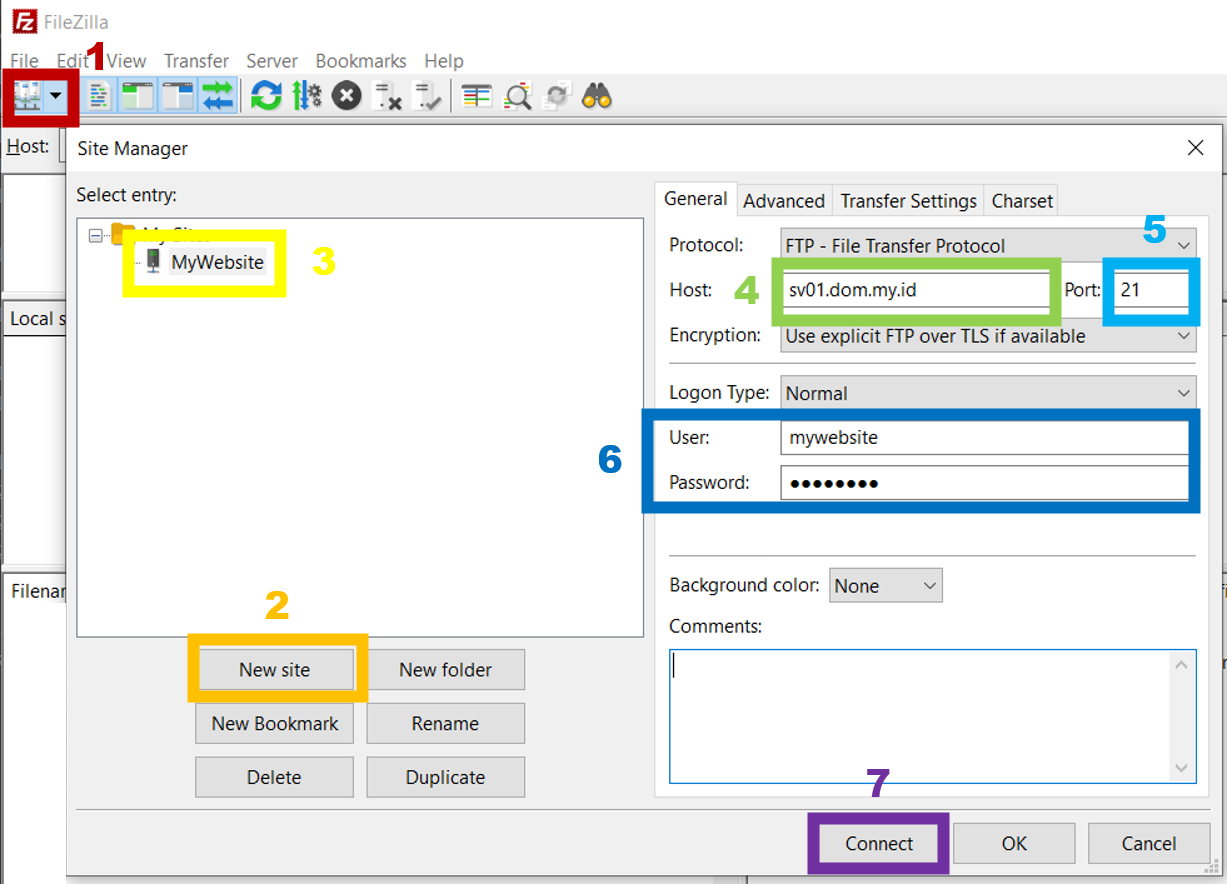 FileZilla
1
File Edit View Transfer Server Bookmarks Help
Host:
Site Manager
Select entry:
MyWebsite
3
2
New site New folder
New Bookmark Rename
Delete Duplicate
General Advanced Transfer Settings Charset
5
Protocol: FTP - File Transfer Protocol
4
Host: sv01.dom.my.id Port: 21
Encryption: Use explicit FTP over TLS if available
Logon Type: Normal
6
User: mywebsite
Password: ●●●●●●●●
Background color: None
Comments:
7
Connect OK Cancel
Local s
Filenar